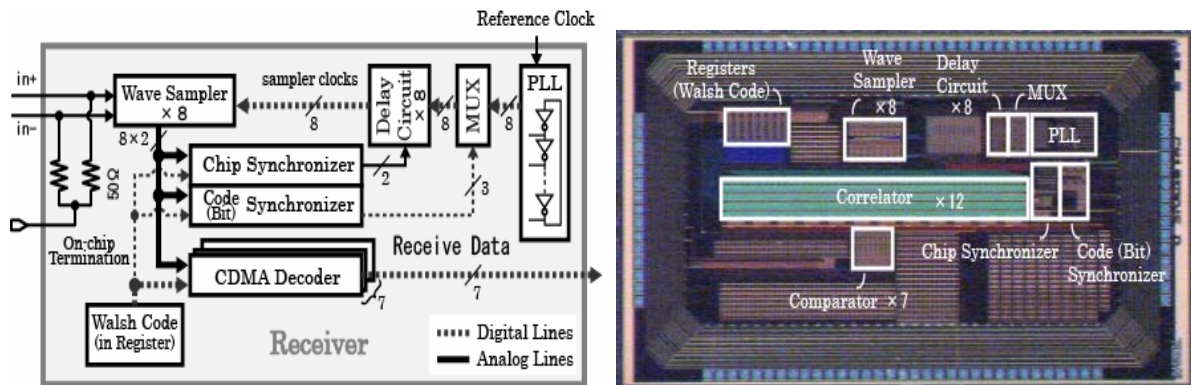 Reference Clock
in+
in−
Wave Sampler
× 8
8×2
sampler clocks
8
Delay
Circuit
× 8
8
MUX
8
PLL
50Ω
Chip Synchronizer
2
Code
(Bit)
Synchronizer
3
On-chip
Termination
CDMA Decoder
7
Receive Data
7
Walsh Code
(in Register)
Receiver
Digital Lines
Analog Lines
Registers
(Walsh Code)
Wave
Sampler
×8
Delay
Circuit
×8
MUX
PLL
Correlator ×12
Chip Synchronizer
Code (Bit)
Synchronizer
Comparator ×7